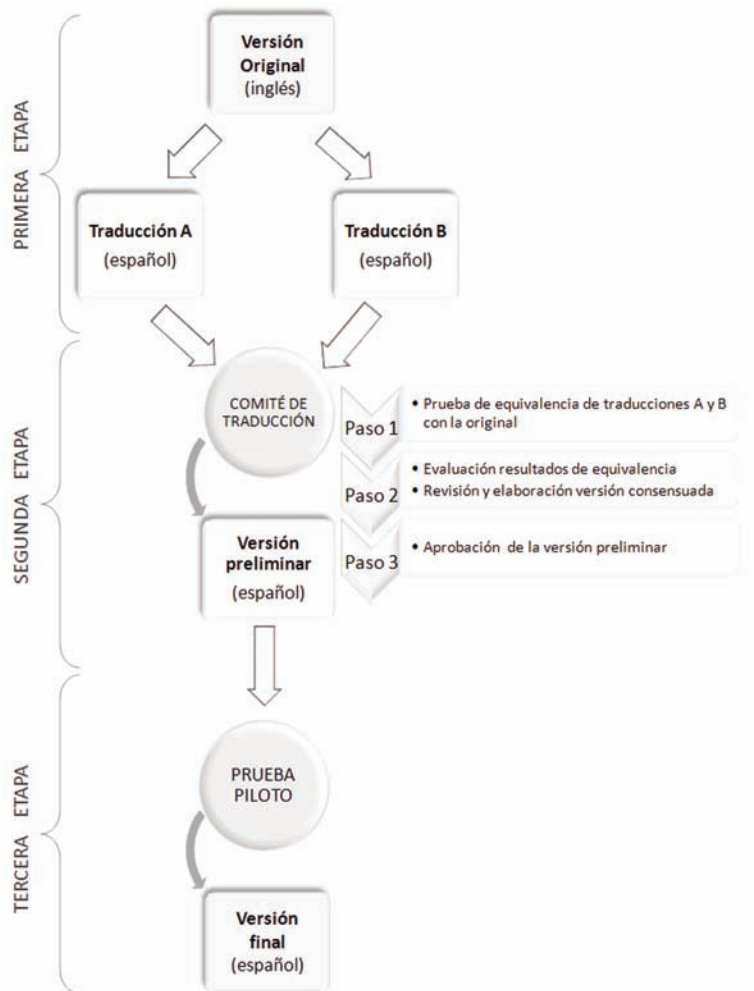 PRIMERA ETAPA
Versión
Original
(inglés)
Traducción A
(español)
Traducción B
(español)
SEGUNDA ETAPA
COMITÉ DE
TRADUCCIÓN
Paso 1
• Prueba de equivalencia de traducciones A y B
con la original
Paso 2
• Evaluación resultados de equivalencia
• Revisión y elaboración versión consensuada
Paso 3
• Aprobación de la versión preliminar
Versión
preliminar
(español)
TERCERA ETAPA
PRUEBA
PILOTO
Versión
final
(español)